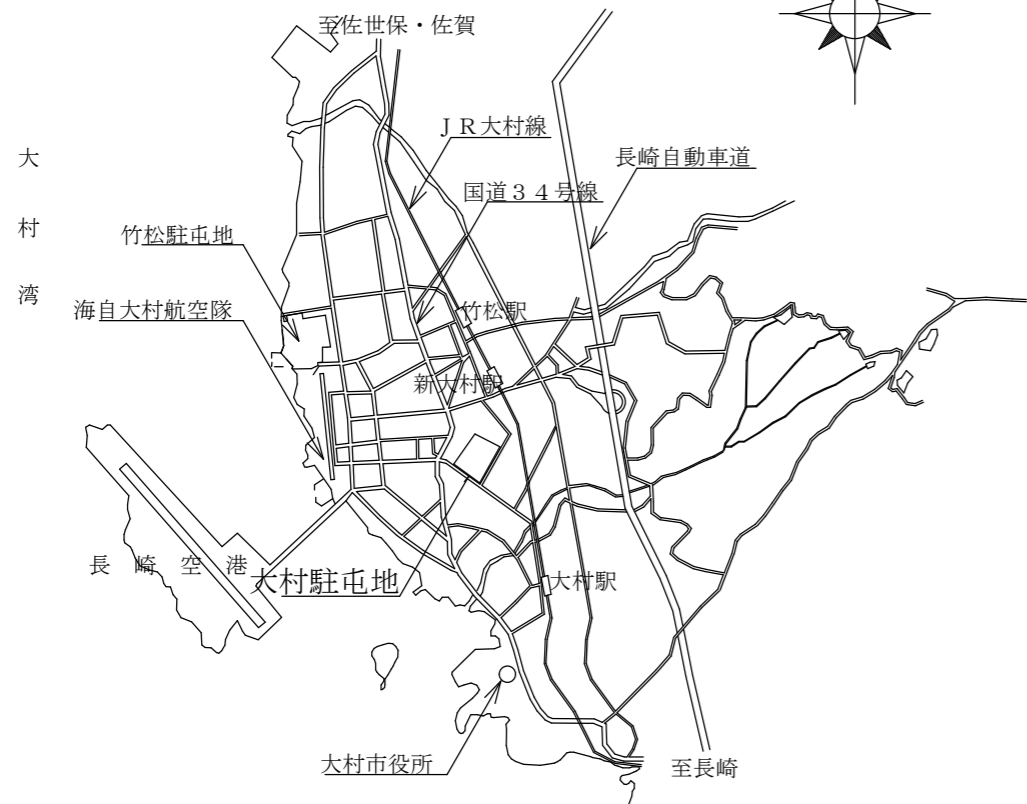 至佐世保・佐賀
ＪＲ大村線
長崎自動車道
国道３４号線
大村湾
竹松駐屯地
海自大村航空隊
竹松駅
新大村駅
長崎空港
大村駐屯地
大村駅
大村市役所
至長崎